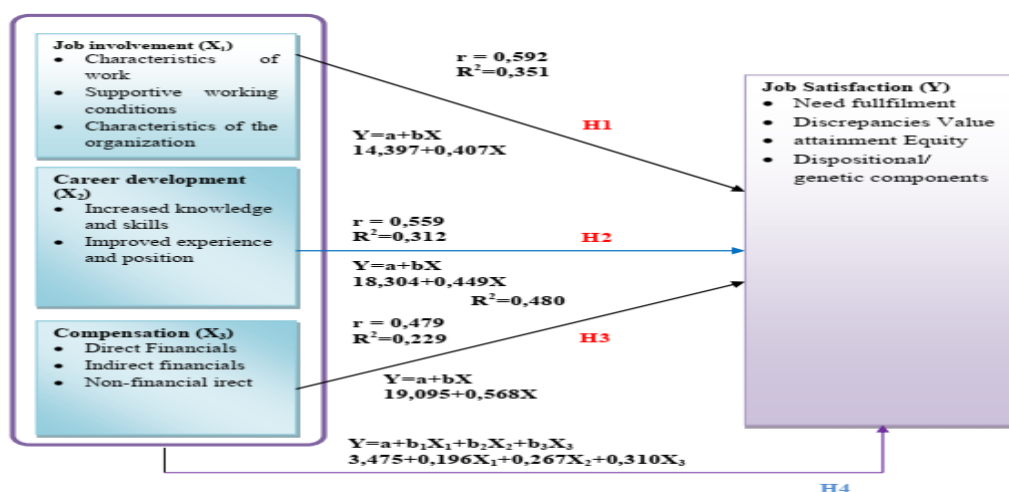 Job involvement (X₁)
• Characteristics of
work
• Supportive working
conditions
• Characteristics of the
organization
Career development
(X₂)
• Increased knowledge
and skills
• Improved experience
and position
Compensation (X₃)
• Direct Financials
• Indirect financials
• Non-financial irect
r = 0,592
R²=0,351
H1
Y=a+bX
14,397+0,407X
r = 0,559
R²=0,312
H2
Y=a+bX
18,304+0,449X
R²=0,480
r = 0,479
R²=0,229
H3
Y=a+bX
19,095+0,568X
Y=a+b₁X₁+b₂X₂+b₃X₃
3,475+0,196X₁+0,267X₂+0,310X₃
H4
Job Satisfaction (Y)
• Need fullfilment
• Discrepancies Value
• attainment Equity
• Dispositional/
genetic components